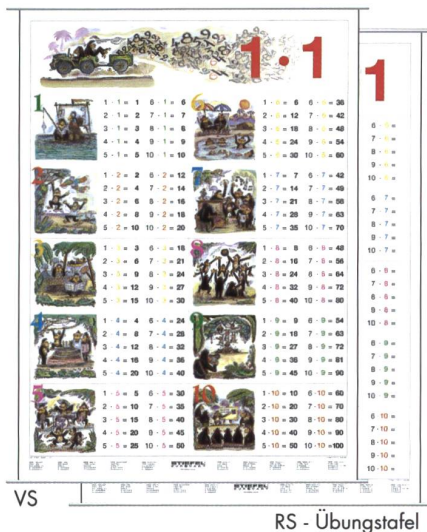 1·1
1
1 · 1 = 1 6 · 1 = 6
2 · 1 = 2 7 · 1 = 7
3 · 1 = 3 8 · 1 = 8
4 · 1 = 4 9 · 1 = 9
5 · 1 = 5 10 · 1 = 10
2
1 · 2 = 2 6 · 2 = 12
2 · 2 = 4 7 · 2 = 14
3 · 2 = 6 8 · 2 = 16
4 · 2 = 8 9 · 2 = 18
5 · 2 = 10 10 · 2 = 20
3
1 · 3 = 3 6 · 3 = 18
2 · 3 = 6 7 · 3 = 21
3 · 3 = 9 8 · 3 = 24
4 · 3 = 12 9 · 3 = 27
5 · 3 = 15 10 · 3 = 30
4
1 · 4 = 4 6 · 4 = 24
2 · 4 = 8 7 · 4 = 28
3 · 4 = 12 8 · 4 = 32
4 · 4 = 16 9 · 4 = 36
5 · 4 = 20 10 · 4 = 40
5
1 · 5 = 5 6 · 5 = 30
2 · 5 = 10 7 · 5 = 35
3 · 5 = 15 8 · 5 = 40
4 · 5 = 20 9 · 5 = 45
5 · 5 = 25 10 · 5 = 50
6
1 · 6 = 6 6 · 6 = 36
2 · 6 = 12 7 · 6 = 42
3 · 6 = 18 8 · 6 = 48
4 · 6 = 24 9 · 6 = 54
5 · 6 = 30 10 · 6 = 60
7
1 · 7 = 7 6 · 7 = 42
2 · 7 = 14 7 · 7 = 49
3 · 7 = 21 8 · 7 = 56
4 · 7 = 28 9 · 7 = 63
5 · 7 = 35 10 · 7 = 70
8
1 · 8 = 8 6 · 8 = 48
2 · 8 = 16 7 · 8 = 56
3 · 8 = 24 8 · 8 = 64
4 · 8 = 32 9 · 8 = 72
5 · 8 = 40 10 · 8 = 80
9
1 · 9 = 9 6 · 9 = 54
2 · 9 = 18 7 · 9 = 63
3 · 9 = 27 8 · 9 = 72
4 · 9 = 36 9 · 9 = 81
5 · 9 = 45 10 · 9 = 90
10
1 · 10 = 10 6 · 10 = 60
2 · 10 = 20 7 · 10 = 70
3 · 10 = 30 8 · 10 = 80
4 · 10 = 40 9 · 10 = 90
5 · 10 = 50 10 · 10 = 100
STIEFEL
1
6 · 6 =
7 · 6 =
8 · 6 =
9 · 6 =
10 · 6 =
6 · 7 =
7 · 7 =
8 · 7 =
9 · 7 =
10 · 7 =
6 · 8 =
7 · 8 =
8 · 8 =
9 · 8 =
10 · 8 =
6 · 9 =
7 · 9 =
8 · 9 =
9 · 9 =
10 · 9 =
6 · 10 =
7 · 10 =
8 · 10 =
9 · 10 =
10 · 10 =
STIEFEL
VS
RS - Übungstafel